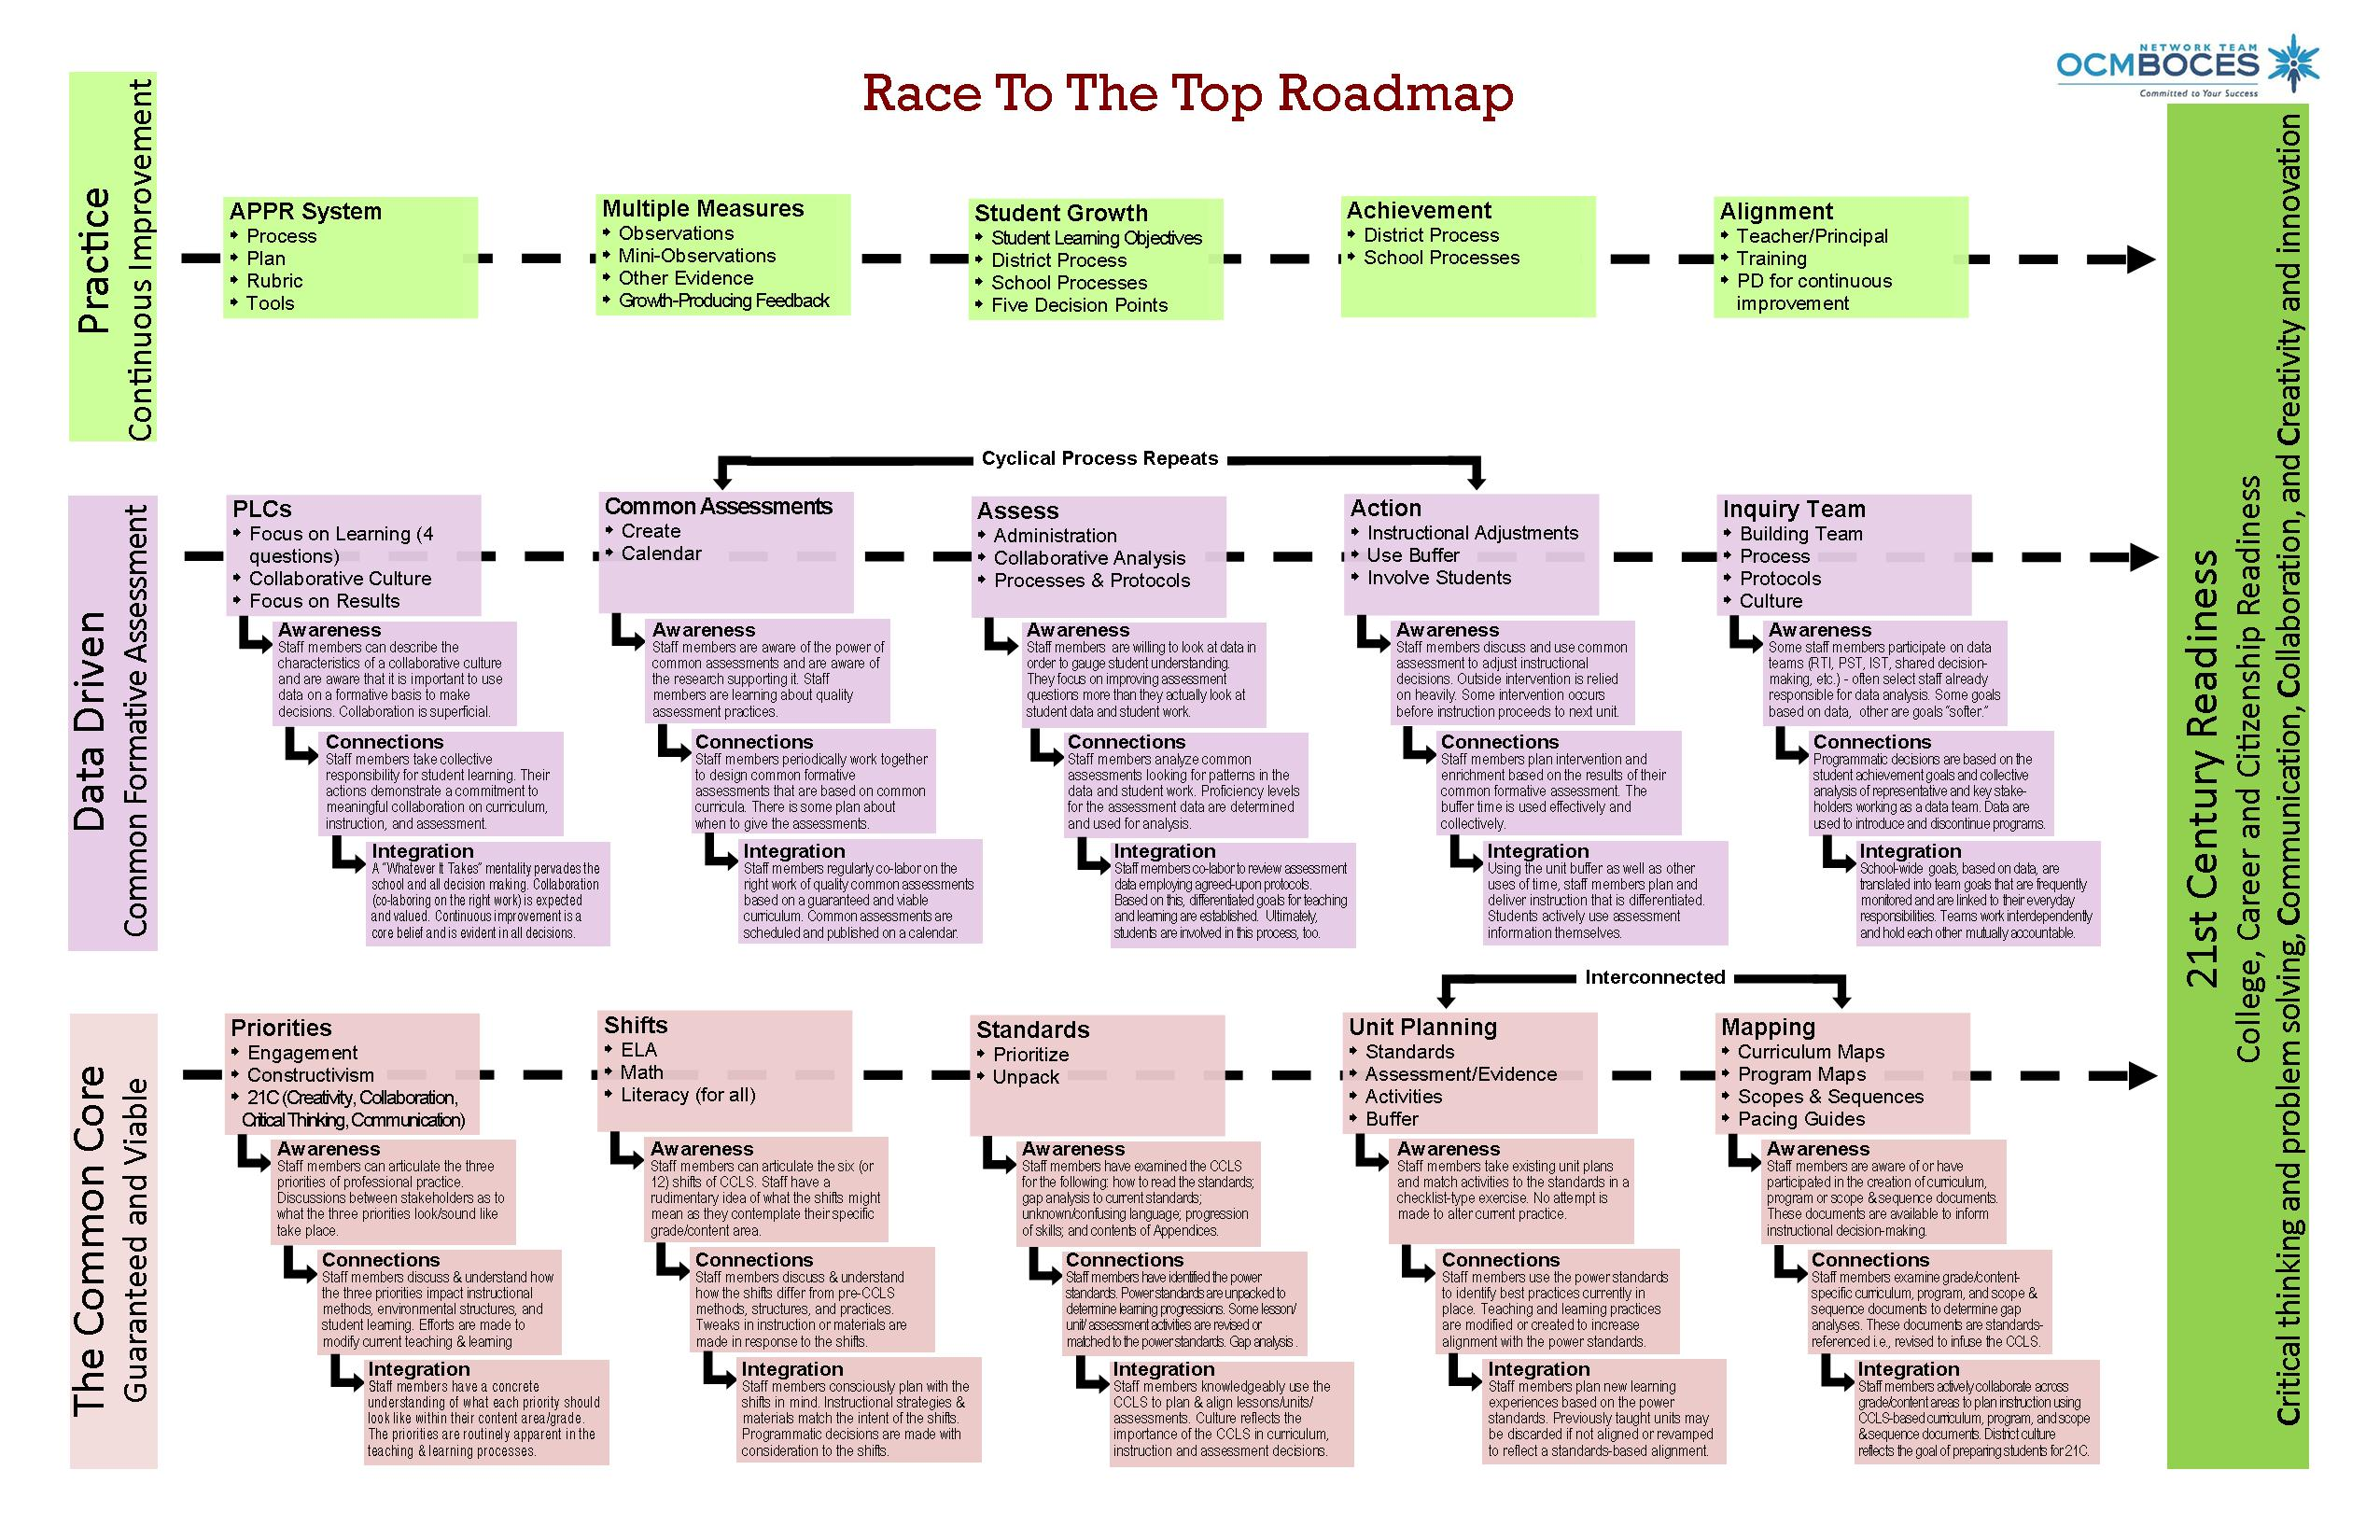 NETWORK TEAM
OCMBOCES
Committed to Your Success
Race To The Top Roadmap
Practice
Continuous Improvement
APPR System
Process
Plan
Rubric
Tools
Multiple Measures
Observations
Mini-Observations
Other Evidence
Growth-Producing Feedback
Student Growth
Student Learning Objectives
District Process
School Processes
Five Decision Points
Achievement
District Process
School Processes
Alignment
Teacher/Principal
Training
PD for continuous
improvement
Cyclical Process Repeats
Data Driven
Common Formative Assessment
PLCs
Focus on Learning (4
questions)
Collaborative Culture
Focus on Results
Awareness
Staff members can describe the
characteristics of a collaborative culture
and are aware that it is important to use
data on a formative basis to make
decisions. Collaboration is superficial.
Connections
Staff members take collective
responsibility for student learning. Their
actions demonstrate a commitment to
meaningful collaboration on curriculum,
instruction, and assessment.
Integration
A "Whatever It Takes" mentality pervades the
school and all decision making. Collaboration
(co-laboring on the right work) is expected
and valued. Continuous improvement is a
core belief and is evident in all decisions.
Common Assessments
Create
Calendar
Awareness
Staff members are aware of the power of
common assessments and are aware of
the research supporting it. Staff
members are learning about quality
assessment practices.
Connections
Staff members periodically work together
to design common formative
assessments that are based on common
curricula. There is some plan about
when to give the assessments.
Integration
Staff members regularly co-labor on the
right work of quality common assessments
based on a guaranteed and viable
curriculum. Common assessments are
scheduled and published on a calendar.
Assess
Administration
Collaborative Analysis
Processes & Protocols
Awareness
Staff members are willing to look at data in
order to gauge student understanding.
They focus on improving assessment
questions more than they actually look at
student data and student work.
Connections
Staff members analyze common
assessments looking for patterns in the
data and student work. Proficiency levels
for the assessment data are determined
and used for analysis.
Integration
Staff members co-labor to review assessment
data employing agreed-upon protocols.
Based on this, differentiated goals for teaching
and learning are established. Ultimately,
students are involved in this process, too.
Action
Instructional Adjustments
Use Buffer
Involve Students
Awareness
Staff members discuss and use common
assessment to adjust instructional
decisions. Outside intervention is relied
on heavily. Some intervention occurs
before instruction proceeds to next unit.
Connections
Staff members plan intervention and
enrichment based on the results of their
common formative assessment. The
buffer time is used effectively and
collectively.
Integration
Using the unit buffer as well as other
uses of time, staff members plan and
deliver instruction that is differentiated.
Students actively use assessment
information themselves.
Inquiry Team
Building Team
Process
Protocols
Culture
Awareness
Some staff members participate on data
teams (RTI, PST, IST, shared decision-
making, etc.) - often select staff already
responsible for data analysis. Some goals
based on data, other are goals "softer."
Connections
Programmatic decisions are based on the
student achievement goals and collective
analysis of representative and key stake-
holders working as a data team. Data are
used to introduce and discontinue programs.
Integration
School-wide goals, based on data, are
translated into team goals that are frequently
monitored and are linked to their everyday
responsibilities. Teams work interdependently
and hold each other mutually accountable.
Interconnected
The Common Core
Guaranteed and Viable
Priorities
Engagement
Constructivism
21C (Creativity, Collaboration,
Critical Thinking, Communication)
Awareness
Staff members can articulate the three
priorities of professional practice.
Discussions between stakeholders as to
what the three priorities look/sound like
take place.
Connections
Staff members discuss & understand how
the three priorities impact instructional
methods, environmental structures, and
student learning. Efforts are made to
modify current teaching & learning
Integration
Staff members have a concrete
understanding of what each priority should
look like within their content area/grade.
The priorities are routinely apparent in the
teaching & learning processes.
Shifts
ELA
Math
Literacy (for all)
Awareness
Staff members can articulate the six (or
12) shifts of CCLS. Staff have a
rudimentary idea of what the shifts might
mean as they contemplate their specific
grade/content area.
Connections
Staff members discuss & understand
how the shifts differ from pre-CCLS
methods, structures, and practices.
Tweaks in instruction or materials are
made in response to the shifts.
Integration
Staff members consciously plan with the
shifts in mind. Instructional strategies &
materials match the intent of the shifts.
Programmatic decisions are made with
consideration to the shifts.
Standards
Prioritize
Unpack
Awareness
Staff members have examined the CCLS
for the following: how to read the standards;
gap analysis to current standards;
unknown/confusing language; progression
of skills; and contents of Appendices.
Connections
Staff members have identified the power
standards. Power standards are unpacked to
determine learning progressions. Some lesson/
unit/ assessment activities are revised or
matched to the power standards. Gap analysis .
Integration
Staff members knowledgeably use the
CCLS to plan & align lessons/units/
assessments. Culture reflects the
importance of the CCLS in curriculum,
instruction and assessment decisions.
Unit Planning
Standards
Assessment/Evidence
Activities
Buffer
Awareness
Staff members take existing unit plans
and match activities to the standards in a
checklist-type exercise. No attempt is
made to alter current practice.
Connections
Staff members use the power standards
to identify best practices currently in
place. Teaching and learning practices
are modified or created to increase
alignment with the power standards.
Integration
Staff members plan new learning
experiences based on the power
standards. Previously taught units may
be discarded if not aligned or revamped
to reflect a standards-based alignment.
Mapping
Curriculum Maps
Program Maps
Scopes & Sequences
Pacing Guides
Awareness
Staff members are aware of or have
participated in the creation of curriculum,
program or scope & sequence documents.
These documents are available to inform
instructional decision-making.
Connections
Staff members examine grade/content-
specific curriculum, program, and scope &
sequence documents to determine gap
analyses. These documents are standards-
referenced i.e., revised to infuse the CCLS.
Integration
Staff members actively collaborate across
grade/content areas to plan instruction using
CCLS-based curriculum, program, and scope
& sequence documents. District culture
reflects the goal of preparing students for 21C.
21st Century Readiness
College, Career and Citizenship Readiness
Critical thinking and problem solving, Communication, Collaboration, and Creativity and innovation